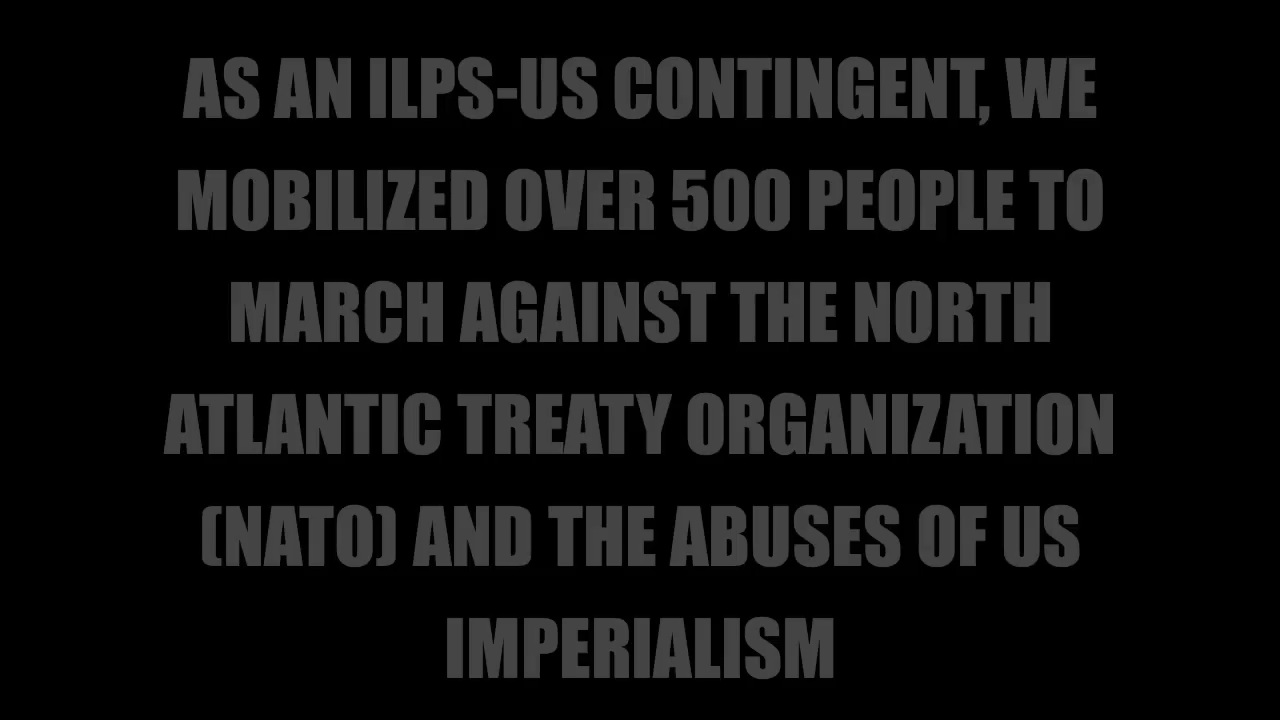 AS AN ILPS-US CONTINGENT, WE
MOBILIZED OVER 500 PEOPLE TO
MARCH AGAINST THE NORTH
ATLANTIC TREATY ORGANIZATION
(NATO) AND THE ABUSES OF US
IMPERIALISM